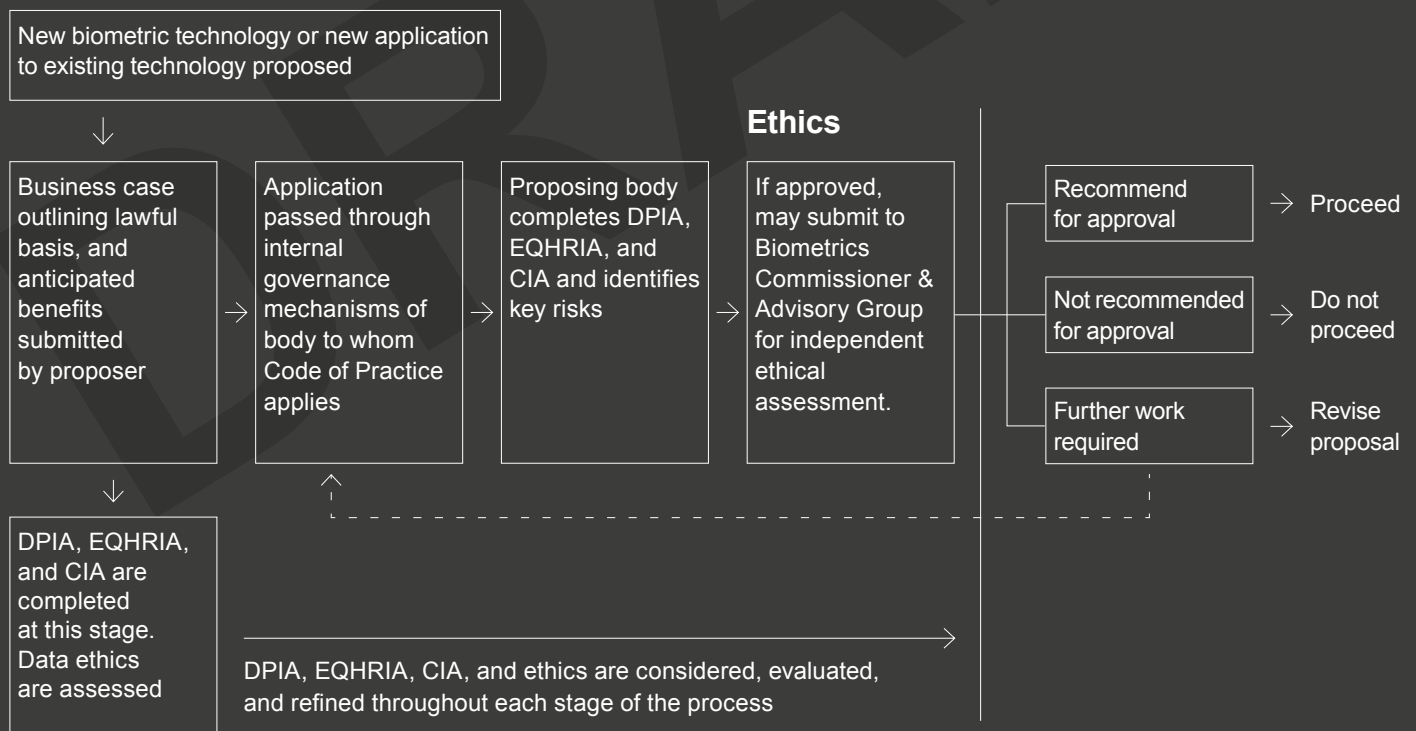 New biometric technology or new application
to existing technology proposed
Ethics
Business case
outlining lawful
basis, and
anticipated
benefits
submitted
by proposer
Application
passed through
internal
governance
mechanisms of
body to whom
Code of Practice
applies
Proposing body
completes DPIA,
EQHRIA, and
CIA and identifies
key risks
If approved,
may submit to
Biometrics
Commissioner &
Advisory Group
for independent
ethical
assessment.
Recommend
for approval
Proceed
Not recommended
for approval
Do not
proceed
Further work
required
Revise
proposal
DPIA, EQHRIA,
and CIA are
completed
at this stage.
Data ethics
are assessed
DPIA, EQHRIA, CIA, and ethics are considered, evaluated,
and refined throughout each stage of the process